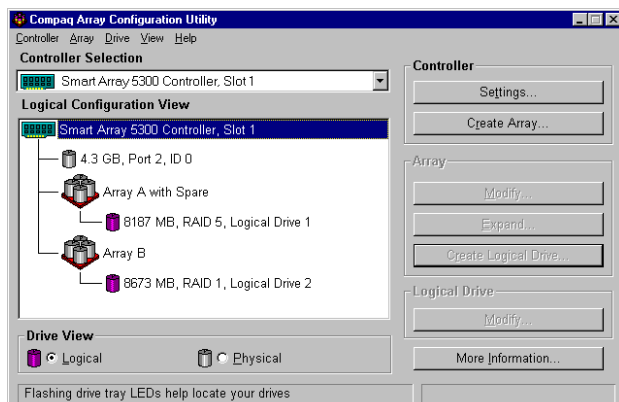 Compaq Array Configuration Utility
Controller Array Drive View Help
Controller Selection
Smart Array 5300 Controller, Slot 1
Logical Configuration View
Smart Array 5300 Controller, Slot 1
4.3 GB, Port 2, ID 0
Array A with Spare
8187 MB, RAID 5, Logical Drive 1
Array B
8673 MB, RAID 1, Logical Drive 2
Drive View
Logical
Physical
Controller
Settings...
Create Array...
Array
Modify...
Expand...
Create Logical Drive...
Logical Drive
Modify...
More Information...
Flashing drive tray LEDs help locate your drives